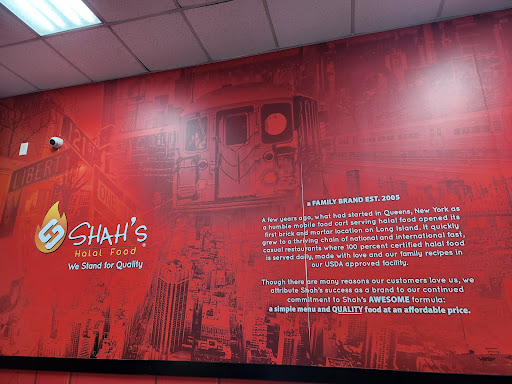 LIBERTY
121 ST
SHAH'S
Halal Food
We Stand for Quality
a FAMILY BRAND EST. 2005
A few years ago, what had started in Queens, New York as
a humble mobile food cart serving halal food opened its
first brick and mortar location on Long Island. It quickly
grew to a thriving chain of national and international fast,
casual restaurants where 100 percent certified halal food
is served daily, made with love and our family recipes in
our USDA approved facility.
Though there are many reasons our customers love us, we
attribute Shah's success as a brand to our continued
commitment to Shah's AWESOME formula:
a simple menu and QUALITY food at an affordable price.